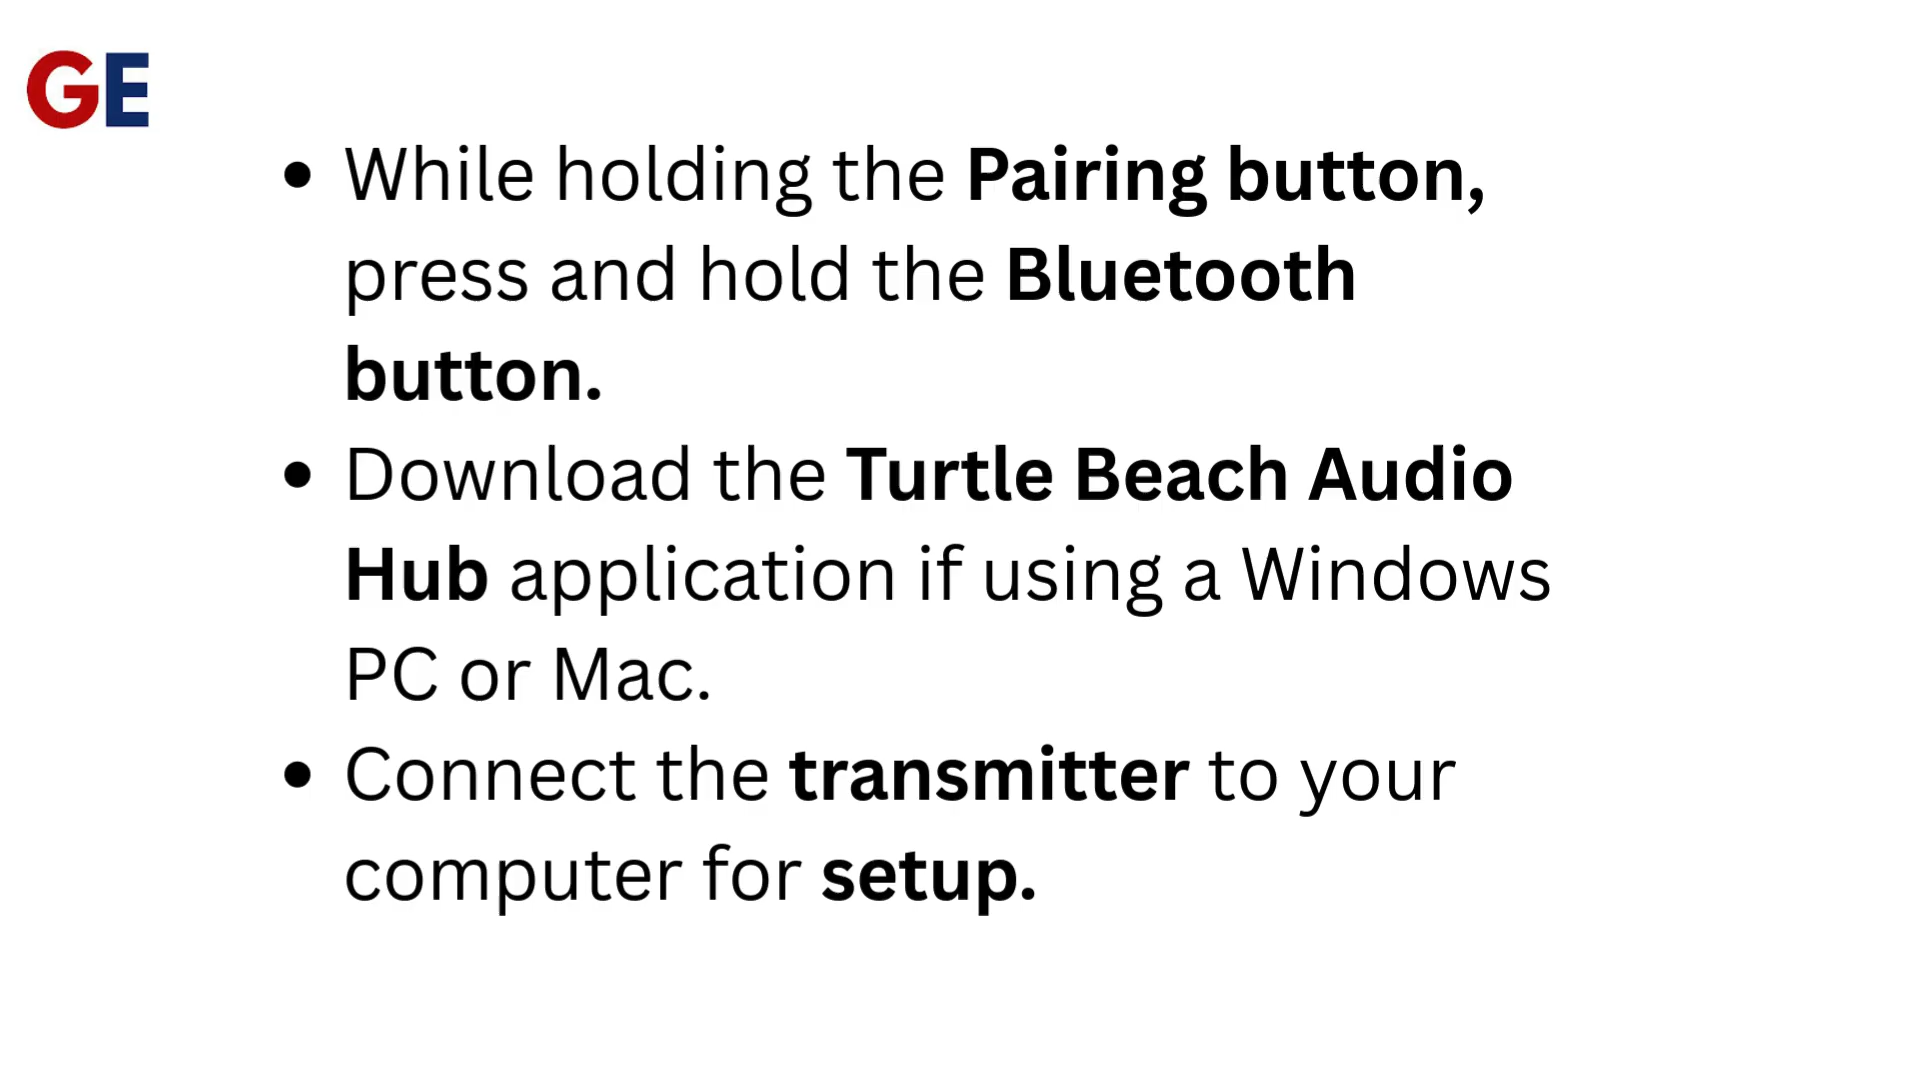 GE
• While holding the Pairing button,
press and hold the Bluetooth
button.
• Download the Turtle Beach Audio
Hub application if using a Windows
PC or Mac.
• Connect the transmitter to your
computer for setup.